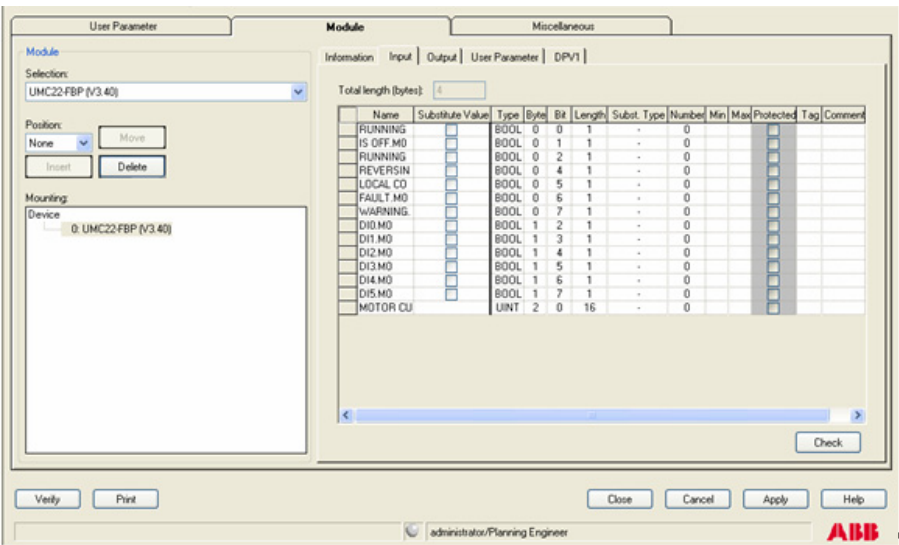 User Parameter Module Miscellaneous
Module
Selection:
UMC22-FBP (V3.40)
Position:
None Move
Insert Delete
Mounting:
Device
0: UMC22-FBP (V3.40)
Information Input Output User Parameter DPV1
Total length (bytes): 4
Name Substitute Value Type Byte Bit Length Subst. Type Number Min Max Protected Tag Comment
RUNNING BOOL 0 0 1 - 0
IS OFF.M0 BOOL 0 1 1 - 0
RUNNING BOOL 0 2 1 - 0
REVERSIN BOOL 0 4 1 - 0
LOCAL CO BOOL 0 5 1 - 0
FAULT.M0 BOOL 0 6 1 - 0
WARNING. BOOL 0 7 1 - 0
DI0.M0 BOOL 1 2 1 - 0
DI1.M0 BOOL 1 3 1 - 0
DI2.M0 BOOL 1 4 1 - 0
DI3.M0 BOOL 1 5 1 - 0
DI4.M0 BOOL 1 6 1 - 0
DI5.M0 BOOL 1 7 1 - 0
MOTOR CU UINT 2 0 16 - 0
Check
Verify Print Close Cancel Apply Help
administrator/Planning Engineer
ABB